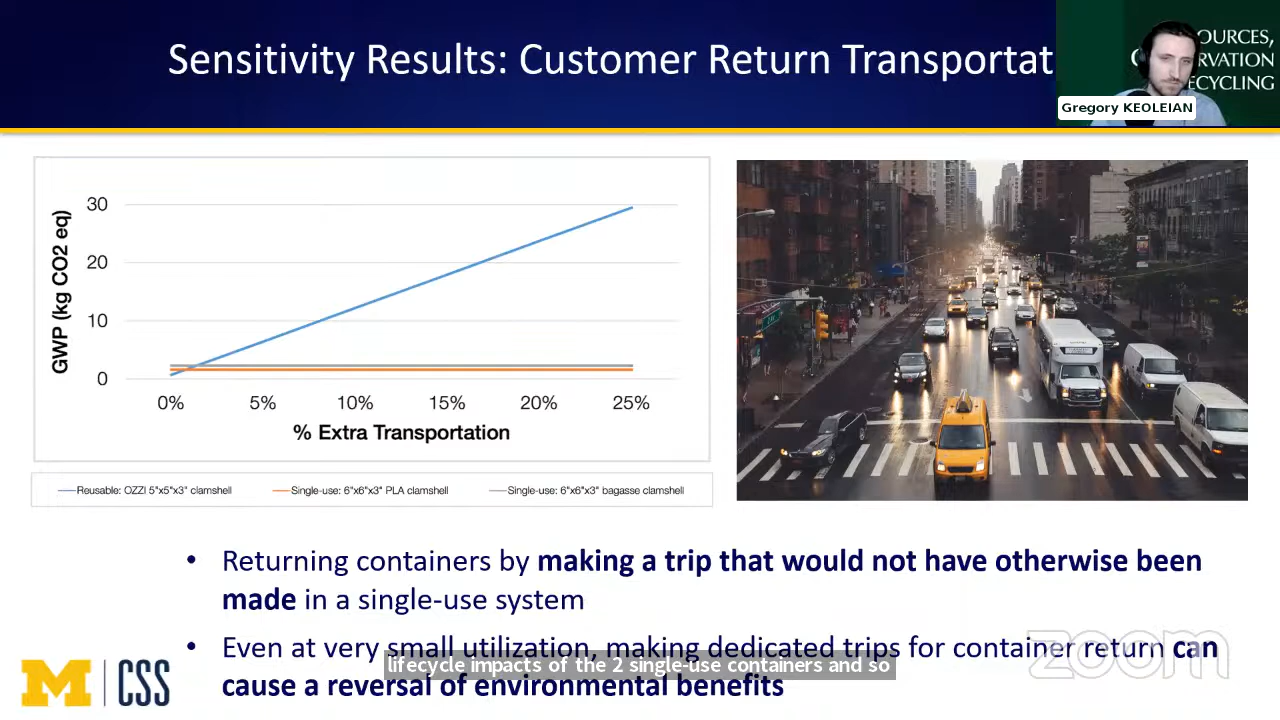 Sensitivity Results: Customer Return Transportat
OURCES,
RVATION
ECYCLING
Gregory KEOLEIAN
GWP (kg CO2 eq)
30
20
10
0
0% 5% 10% 15% 20% 25%
% Extra Transportation
Reusable: OZZI 5"x5"x3" clamshell Single-use: 6"x6"x3" PLA clamshell Single-use: 6"x6"x3" bagasse clamshell
• Returning containers by making a trip that would not have otherwise been
made in a single-use system
• Even at very small utilization, making dedicated trips for container return can
cause a reversal of environmental benefits
lifecycle impacts of the 2 single-use containers and so
zoom
M CSS